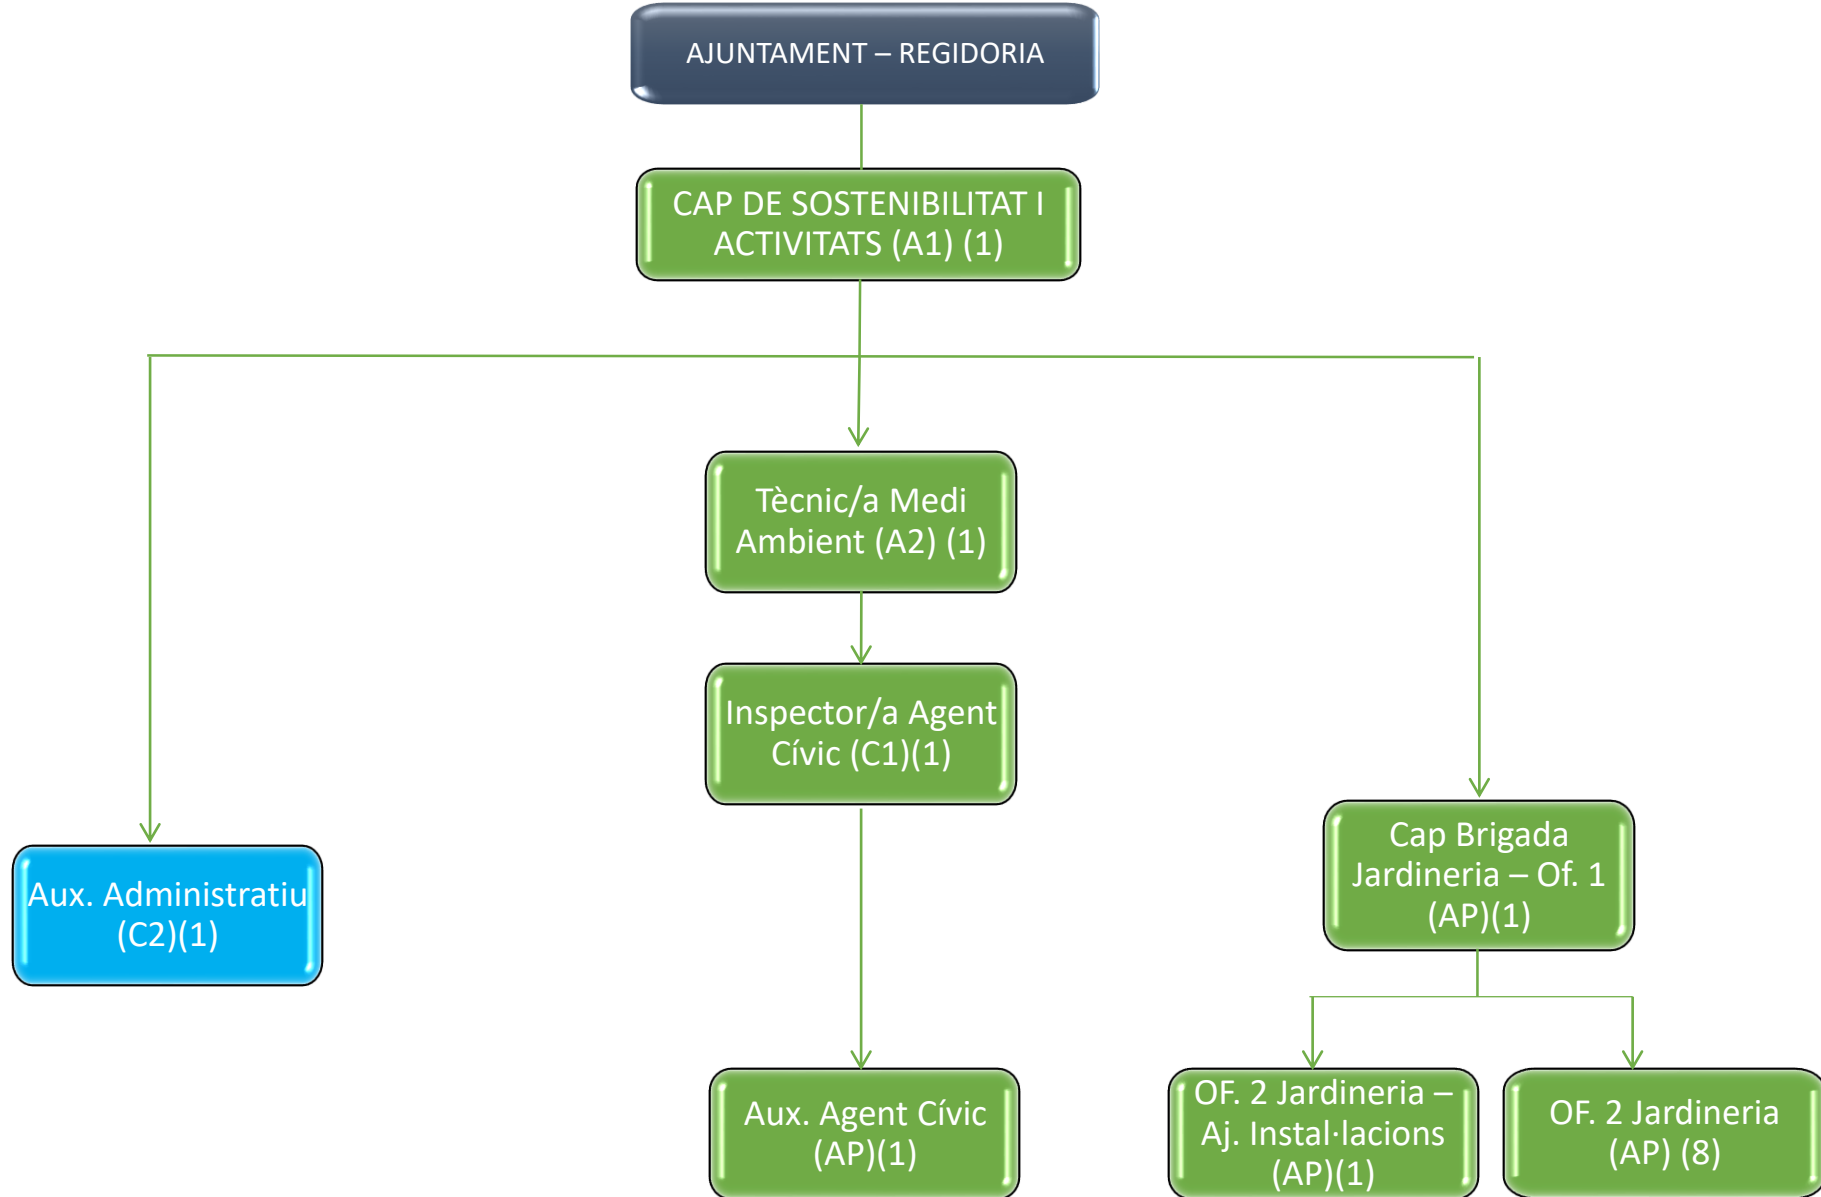 AJUNTAMENT – REGIDORIA
CAP DE SOSTENIBILITAT I
ACTIVITATS (A1) (1)
Tècnic/a Medi
Ambient (A2) (1)
Inspector/a Agent
Cívic (C1)(1)
Cap Brigada
Jardineria – Of. 1
(AP)(1)
Aux. Administratiu
(C2)(1)
Aux. Agent Cívic
(AP)(1)
OF. 2 Jardineria –
Aj. Instal·lacions
(AP)(1)
OF. 2 Jardineria
(AP) (8)